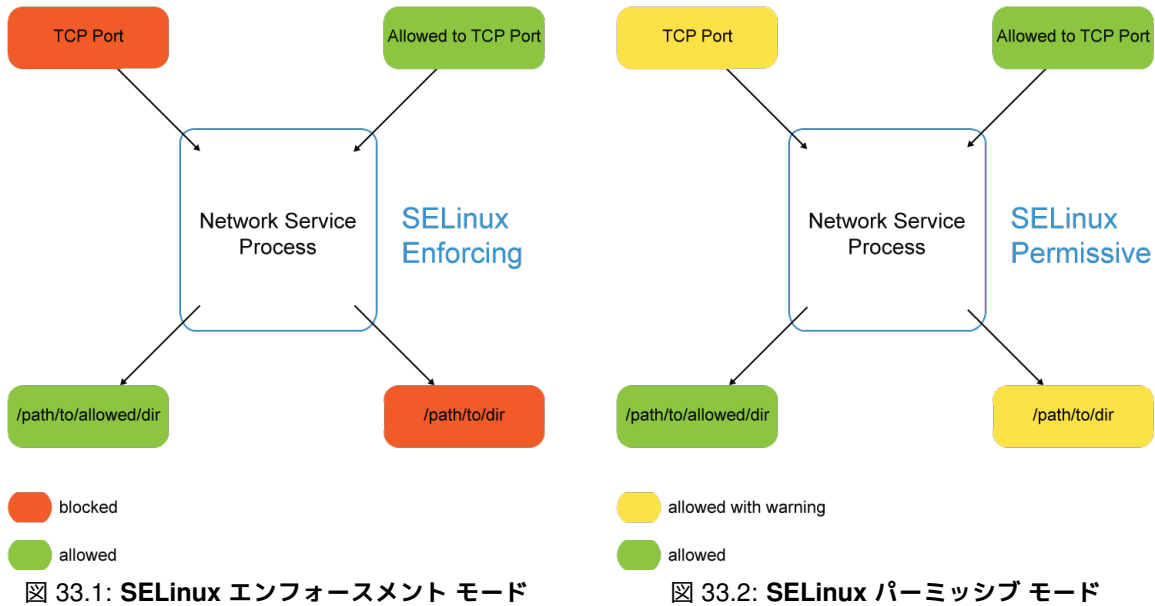 TCP Port
Allowed to TCP Port
Network Service
Process
SELinux
Enforcing
/path/to/allowed/dir
/path/to/dir
blocked
allowed
図 33.1: SELinux エンフォースメント モード
TCP Port
Allowed to TCP Port
Network Service
Process
SELinux
Permissive
/path/to/allowed/dir
/path/to/dir
allowed with warning
allowed
図 33.2: SELinux パーミッシブ モード